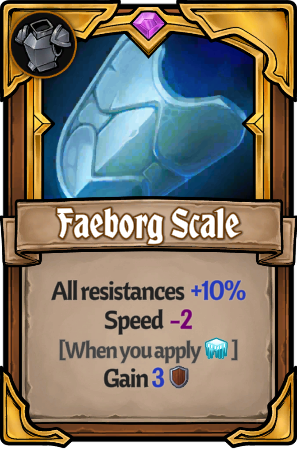 Faeborg Scale
All resistances +10%
Speed -2
[When you apply ]
Gain 3